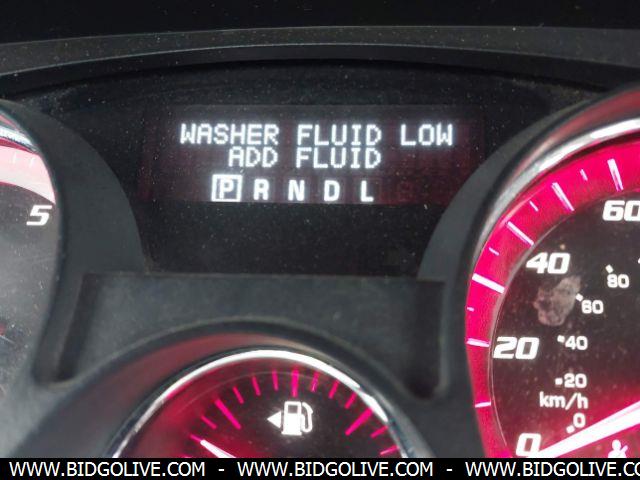 WASHER FLUID LOW
ADD FLUID
P R N D L
5
60
40
80
60
20
40
20
km/h
0
0
WWW.BIDGOLIVE.COM - WWW.BIDGOLIVE.COM - WWW.BIDGOLIVE.COM